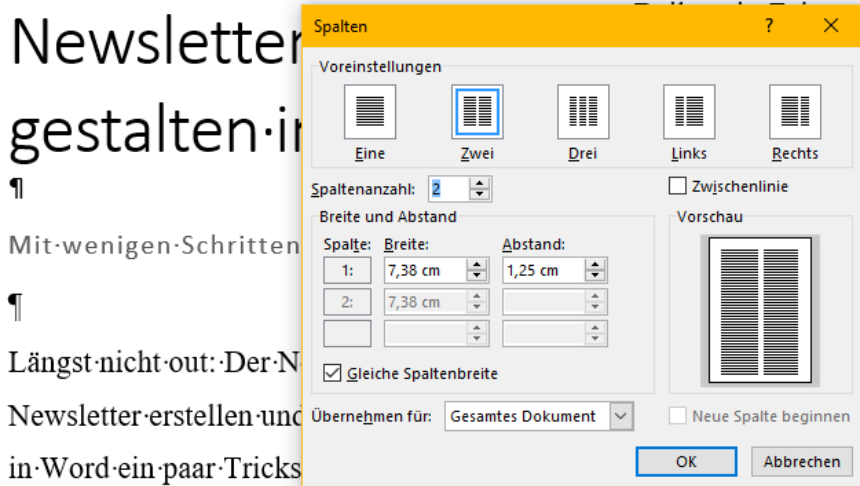 Newsletter
gestalten·i
¶
Mit·wenigen·Schritten
¶
Längst·nicht·out:·Der·N
Newsletter·erstellen·und
in·Word·ein·paar·Tricks
Spalten ? ×
Voreinstellungen
Eine Zwei Drei Links Rechts
Spaltenanzahl: 2
Zwischenlinie
Breite und Abstand
Vorschau
Spalte: Breite: Abstand:
1: 7,38 cm 1,25 cm
2: 7,38 cm
Gleiche Spaltenbreite
Übernehmen für: Gesamtes Dokument
Neue Spalte beginnen
OK Abbrechen